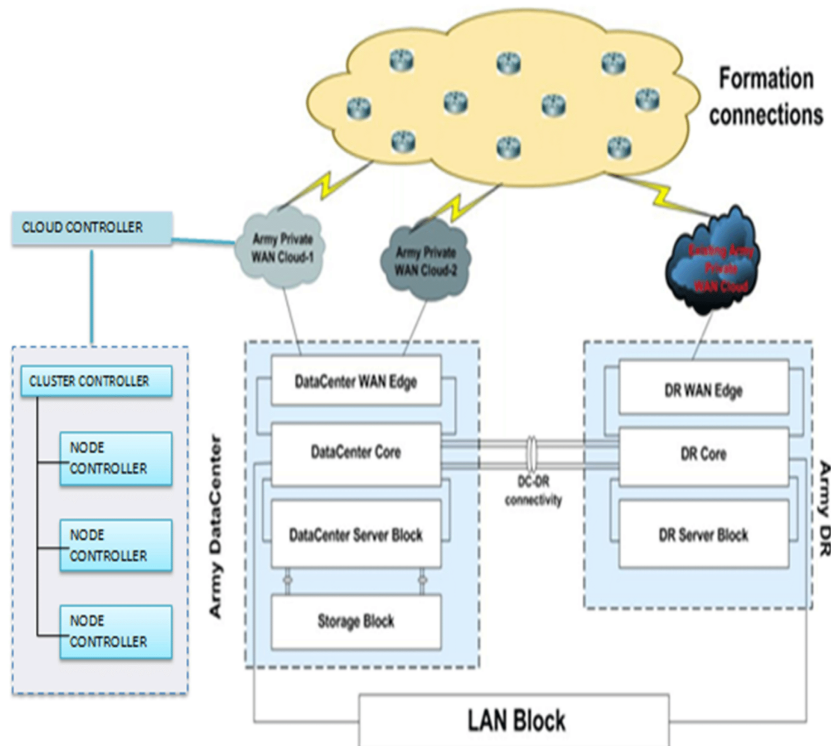 Formation
connections
CLOUD CONTROLLER
Army Private
WAN Cloud-1
Army Private
WAN Cloud-2
Existing Army
Private
WAN Cloud
CLUSTER CONTROLLER
NODE
CONTROLLER
NODE
CONTROLLER
NODE
CONTROLLER
Army DataCenter
DataCenter WAN Edge
DataCenter Core
DataCenter Server Block
Storage Block
DC-DR
connectivity
DR WAN Edge
DR Core
DR Server Block
Army DR
LAN Block